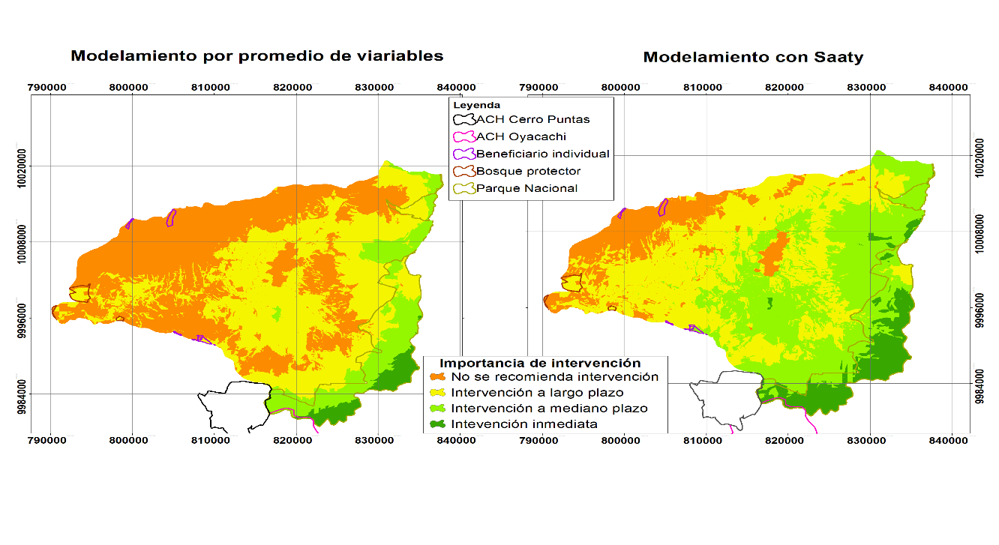 Modelamiento por promedio de viariables
Modelamiento con Saaty
790000 800000 810000 820000 830000 840000
790000 800000 810000 820000 830000 840000
Leyenda
ACH Cerro Puntas
ACH Oyacachi
Beneficiario individual
Bosque protector
Parque Nacional
10020000
10008000
9996000
9984000
10020000
10008000
9996000
9984000
Importancia de intervención
No se recomienda intervención
Intervención a largo plazo
Intervención a mediano plazo
Intevención inmediata
790000 800000 810000 820000 830000 840000
790000 800000 810000 820000 830000 840000